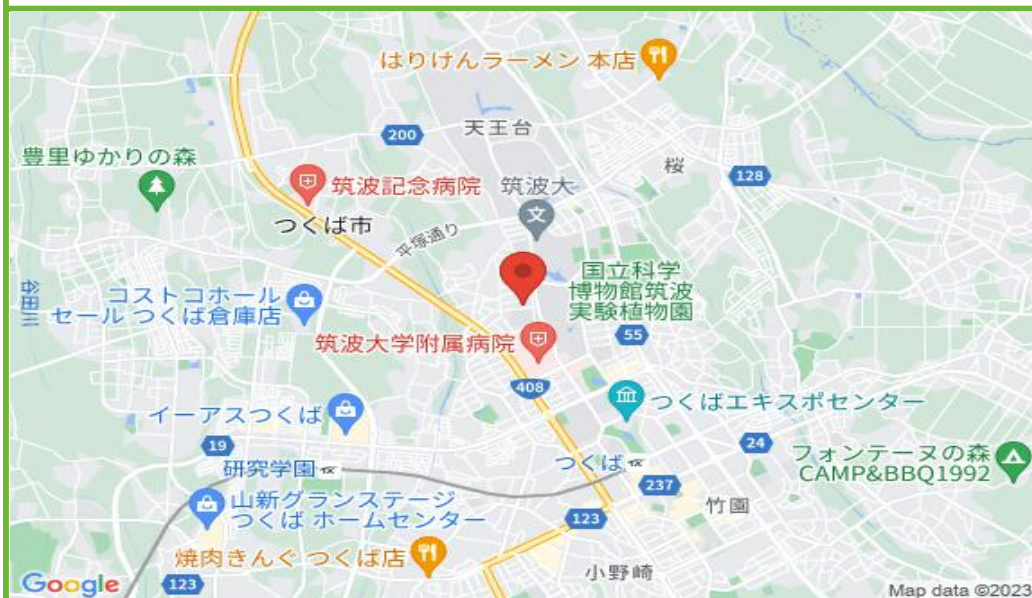 はりけんラーメン 本店
天王台
200
豊里ゆかりの森
桜
128
筑波記念病院
筑波大
文
つくば市
平塚通り
国立科学
博物館筑波
実験植物園
谷田川
コストコホール
セール つくば倉庫店
筑波大学附属病院
55
408
つくばエキスポセンター
イーアスつくば
19
24
研究学園
つくば
フォンテーヌの森
CAMP&BBQ1992
237
山新グランステージ
つくば ホームセンター
竹園
123
焼肉きんぐ つくば店
小野崎
Google
123
Map data ©2023